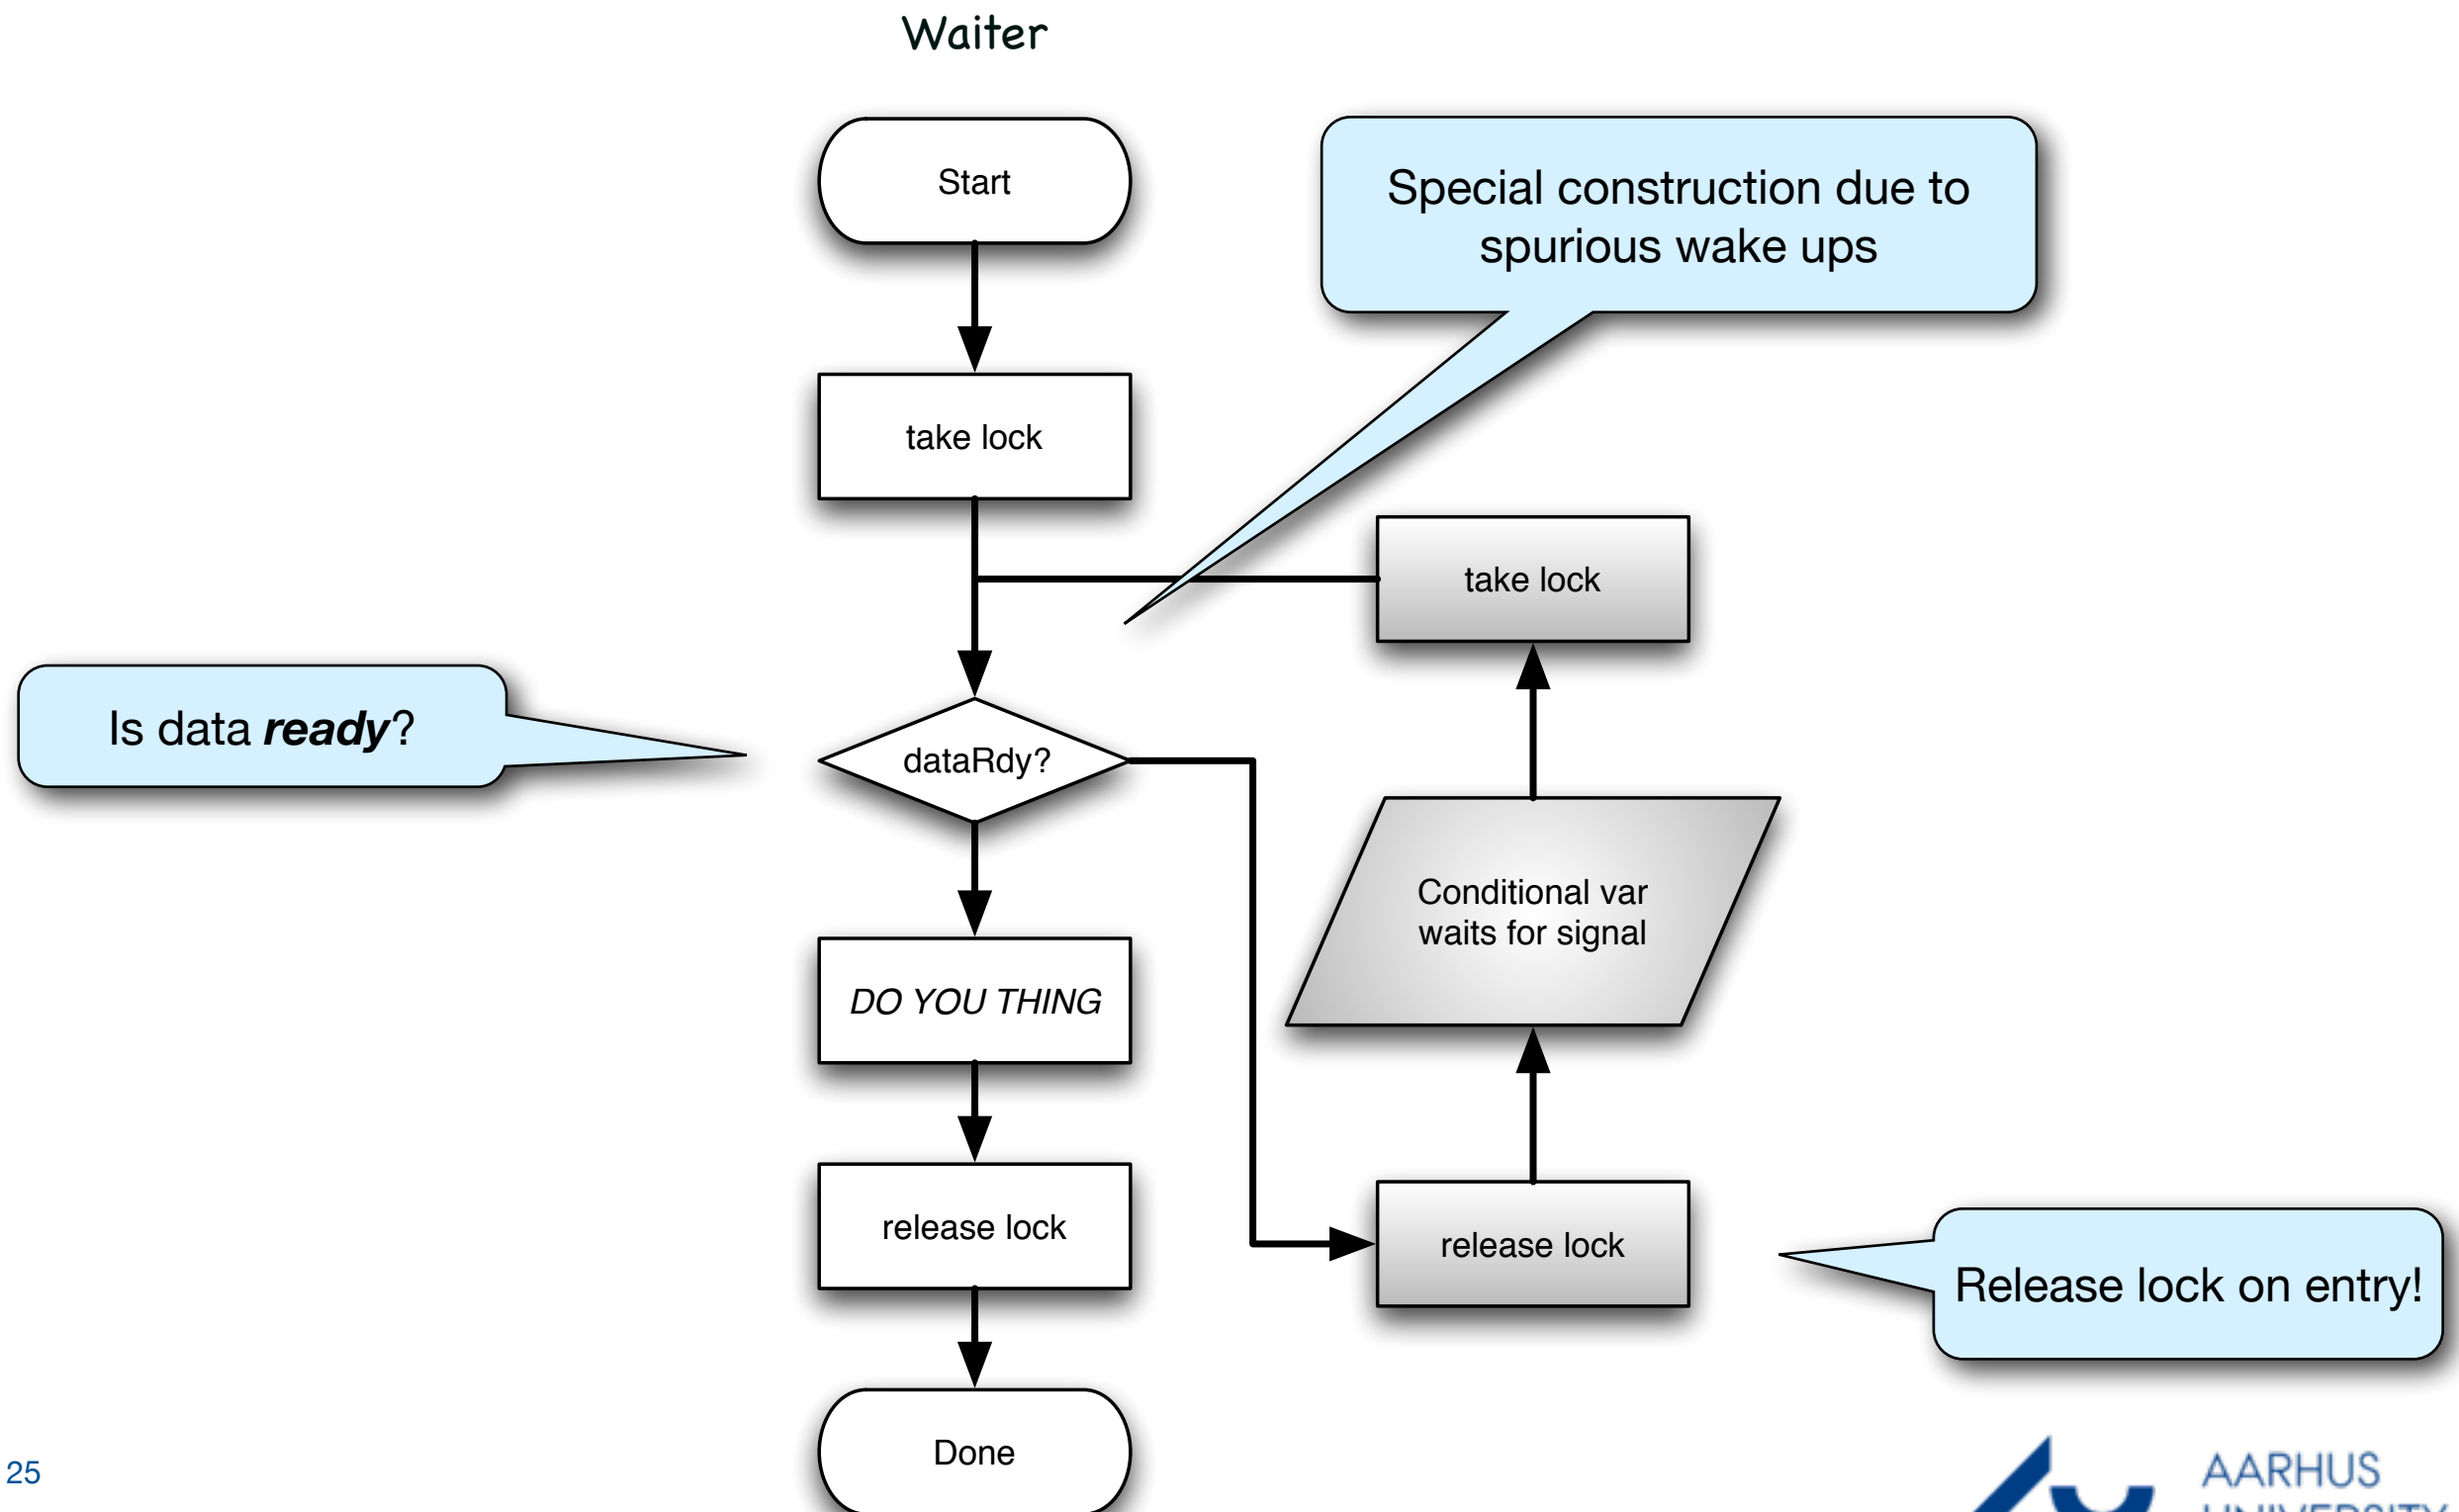 Waiter
Start
Special construction due to
spurious wake ups
take lock
take lock
Is data ready?
dataRdy?
Conditional var
waits for signal
DO YOU THING
release lock
release lock
Release lock on entry!
Done
25
AARHUS
UNIVERSITY